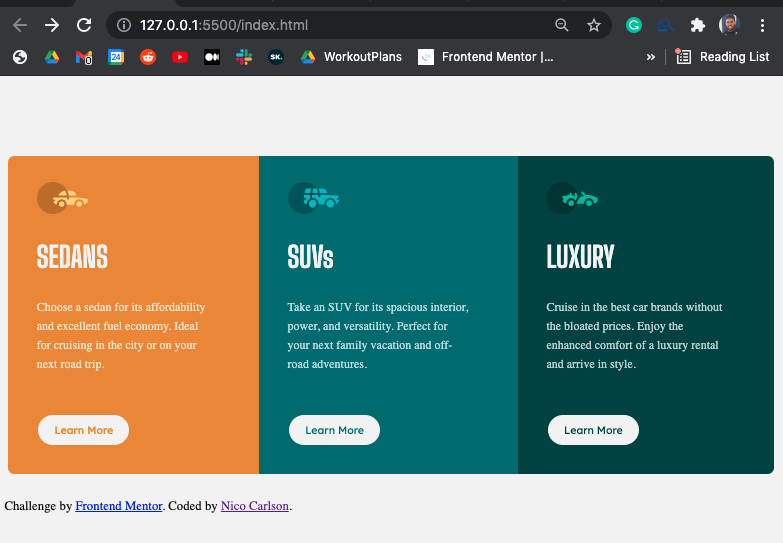 127.0.0.1:5500/index.html
0
24
SK.
WorkoutPlans
Frontend Mentor |...
»
Reading List
SEDANS
Choose a sedan for its affordability
and excellent fuel economy. Ideal
for cruising in the city or on your
next road trip.
Learn More
SUVs
Take an SUV for its spacious interior,
power, and versatility. Perfect for
your next family vacation and off-
road adventures.
Learn More
LUXURY
Cruise in the best car brands without
the bloated prices. Enjoy the
enhanced comfort of a luxury rental
and arrive in style.
Learn More
Challenge by Frontend Mentor. Coded by Nico Carlson.